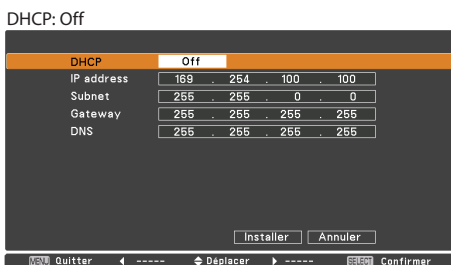 DHCP: Off
DHCP Off
IP address 169 . 254 . 100 . 100
Subnet 255 . 255 . 0 . 0
Gateway 255 . 255 . 255 . 255
DNS 255 . 255 . 255 . 255
Installer Annuler
MENU Quitter ◀ ----- ◆ Déplacer ▶ ----- SELECT Confirmer